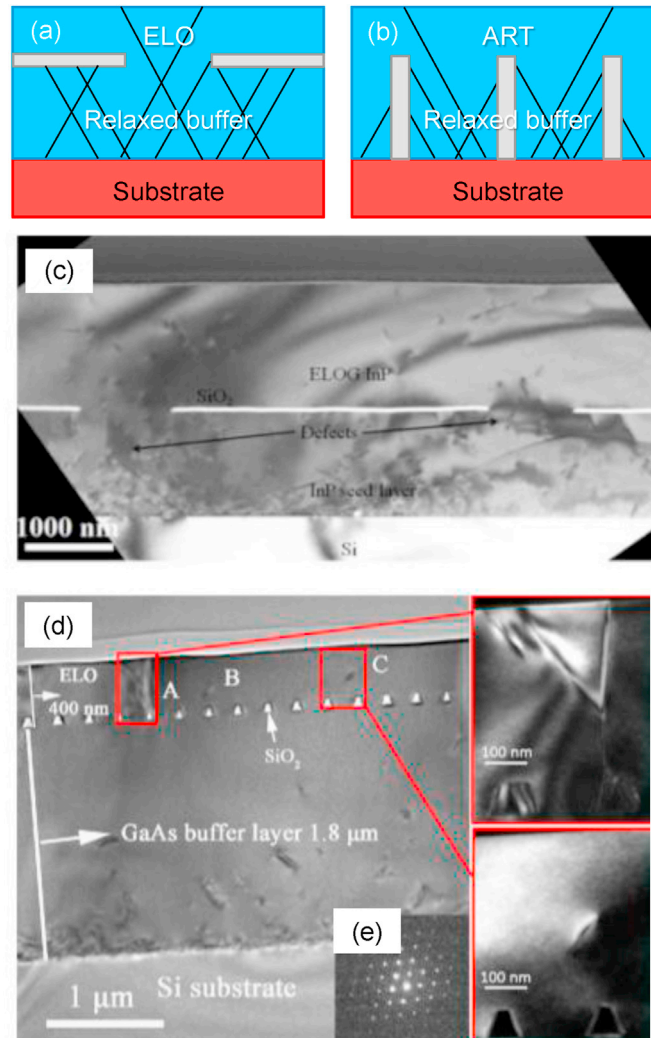 (a)
ELO
Relaxed buffer
Substrate
(b)
ART
Relaxed buffer
Substrate
(c)
ELOG InP
SiO₂
Defects
InP seed layer
1000 nm
Si
(d)
ELO
400 nm
A
B
C
SiO₂
GaAs buffer layer 1.8 µm
(e)
Si substrate
1 µm
100 nm
100 nm